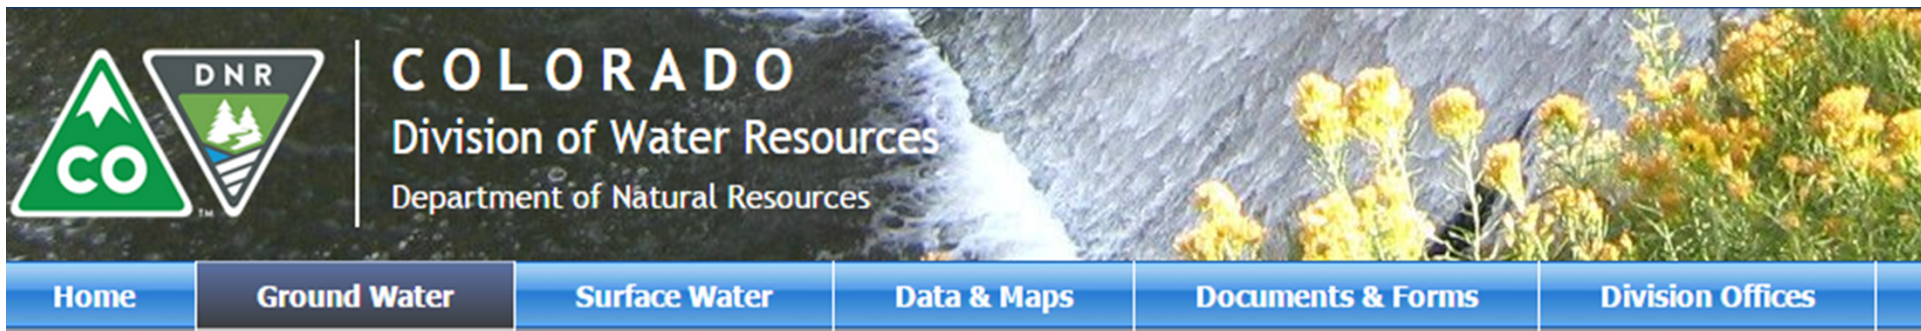 DNR
CO
TM
COLORADO
Division of Water Resources
Department of Natural Resources
Home
Ground Water
Surface Water
Data & Maps
Documents & Forms
Division Offices